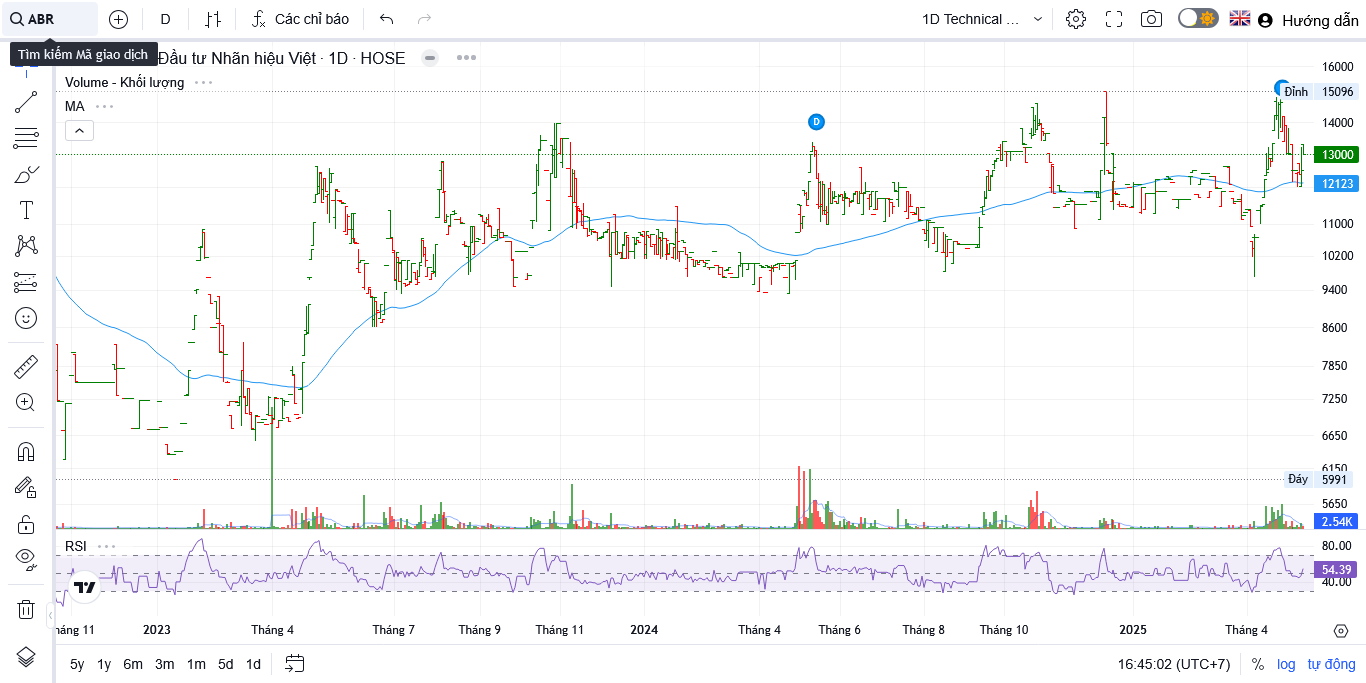 ABR
D
Các chỉ báo
1D Technical ...
Hướng dẫn
Tìm kiếm Mã giao dịch
Đầu tư Nhãn hiệu Việt · 1D · HOSE
Volume - Khối lượng
MA
D
16000
Đỉnh 15096
14000
13000
12123
11000
10200
9400
8600
7850
7250
6650
6150
Đáy 5991
5650
2.54K
RSI
80.00
54.39
40.00
háng 11 2023 Tháng 4 Tháng 7 Tháng 9 Tháng 11 2024 Tháng 4 Tháng 6 Tháng 8 Tháng 10 2025 Tháng 4
5y 1y 6m 3m 1m 5d 1d
16:45:02 (UTC+7) % log tự động